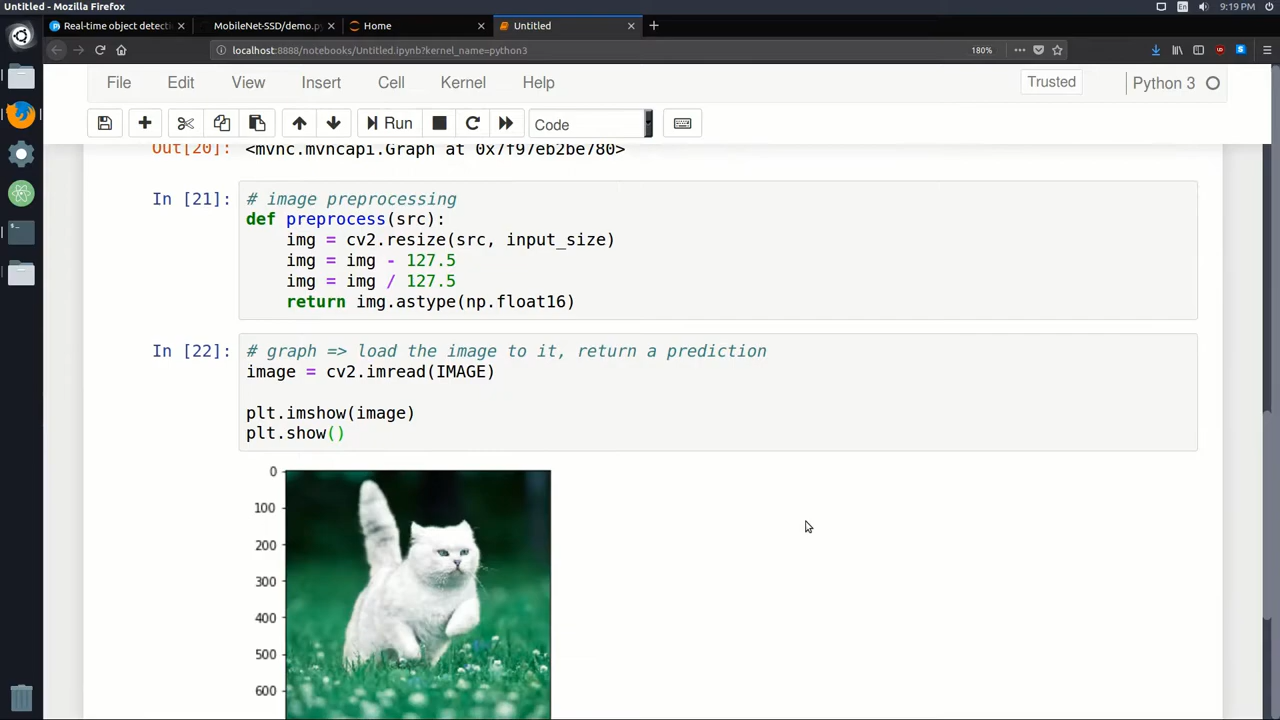 Untitled - Mozilla Firefox
En
9:19 PM
Real-time object detecti
MobileNet-SSD/demo.py
Home
Untitled
localhost:8888/notebooks/Untitled.ipynb?kernel_name=python3
180%
File Edit View Insert Cell Kernel Help
Trusted
Python 3
Run
Code
Out[20]: <mvnc.mvncapi.Graph at 0x7f97eb2be780>
In [21]: # image preprocessing
def preprocess(src):
img = cv2.resize(src, input_size)
img = img - 127.5
img = img / 127.5
return img.astype(np.float16)
In [22]: # graph => load the image to it, return a prediction
image = cv2.imread(IMAGE)
plt.imshow(image)
plt.show()
0
100
200
300
400
500
600